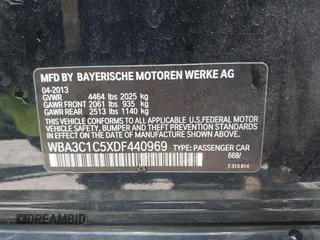 MFD BY BAYERISCHE MOTOREN WERKE AG
04-2013
GVWR 4464 lbs 2025 kg
GAWR FRONT 2061 lbs 935 kg
GAWR REAR 2513 lbs 1140 kg
THIS VEHICLE CONFORMS TO ALL APPLICABLE
U.S. FEDERAL MOTOR VEHICLE SAFETY, BUMPER,
AND THEFT PREVENTION STANDARDS IN EFFECT
ON THE DATE OF MANUFACTURE SHOWN ABOVE.
WBA3C1C5XDF440969 TYPE: PASSENGER CAR
668/
7 315 814
DREAMBID